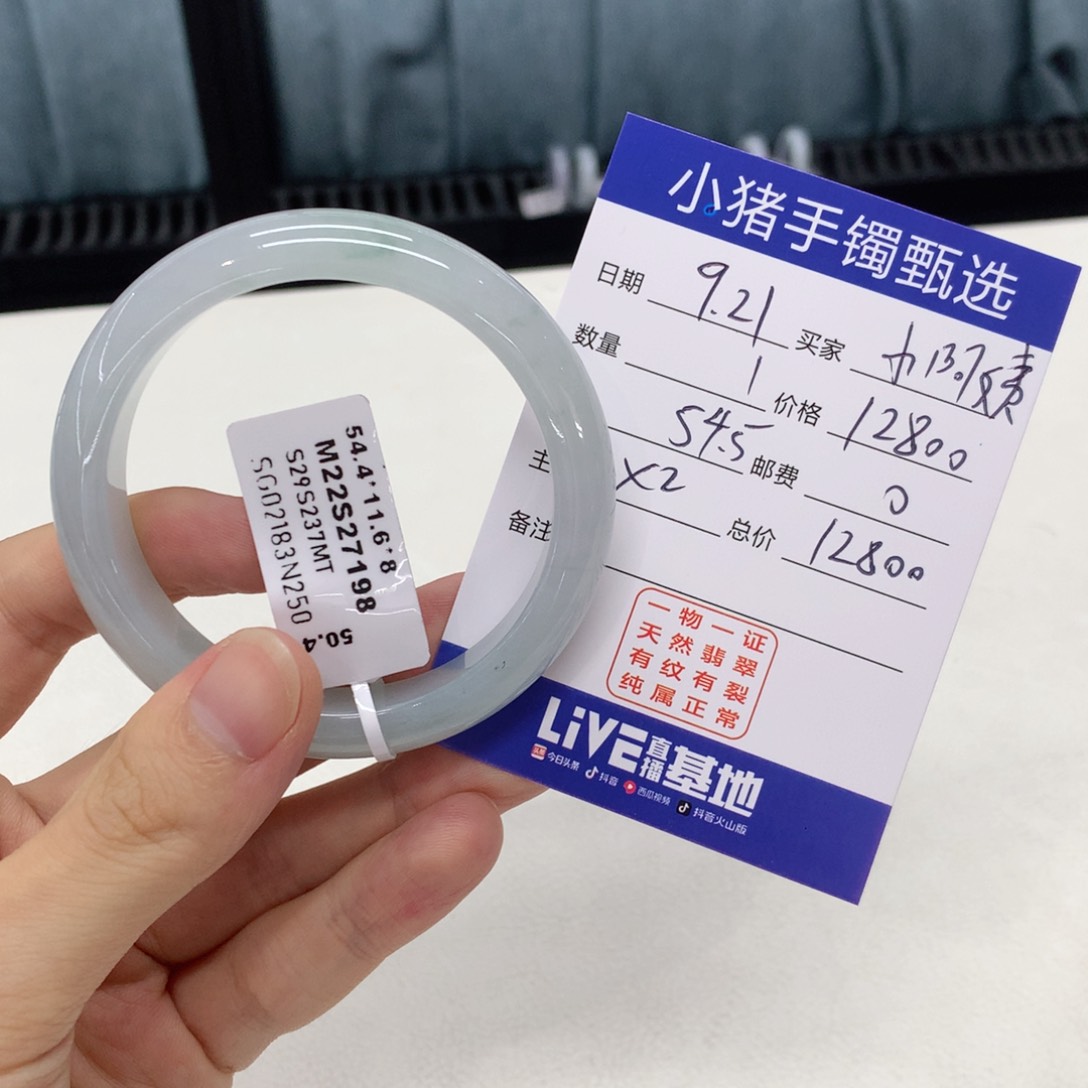 54.4*11.6*8
M22S27198
S29S237MT
SG02183N250
50.4
小猪手镯甄选
日期 9.21 买家
数量 1 价格 12800
54.5 邮费 0
主 X2 总价 12800
备注
一物一证
天然翡翠
有纹有裂
纯属正常
LiVE直播基地
头条 今日头条 抖音 西瓜视频 抖音火山版